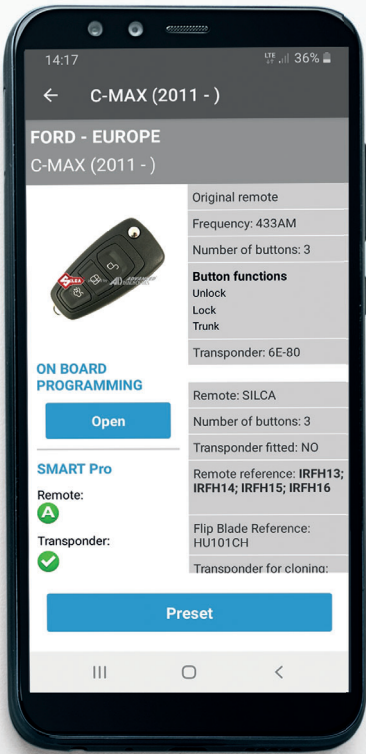 14:17
LTE 36%
C-MAX (2011 - )
FORD - EUROPE
C-MAX (2011 - )
SILCA
ADVANCED DIAGNOSTICS
ON BOARD
PROGRAMMING
Open
SMART Pro
Remote:
A
Transponder:
Original remote
Frequency: 433AM
Number of buttons: 3
Button functions
Unlock
Lock
Trunk
Transponder: 6E-80
Remote: SILCA
Number of buttons: 3
Transponder fitted: NO
Remote reference: IRFH13;
IRFH14; IRFH15; IRFH16
Flip Blade Reference:
HU101CH
Transponder for cloning:
Preset